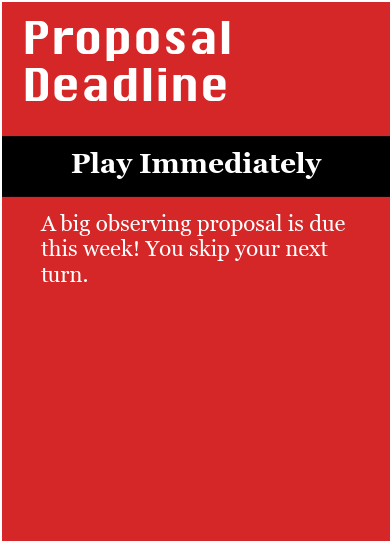 Proposal
Deadline
Play Immediately
A big observing proposal is due
this week! You skip your next
turn.